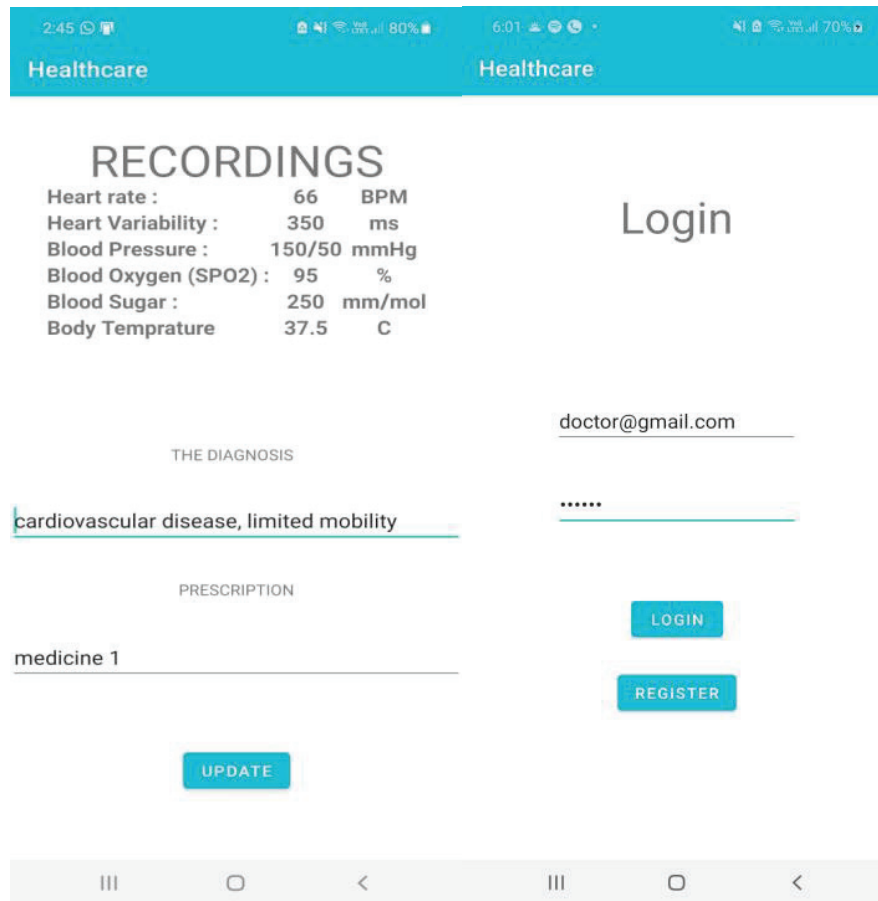 2:45 80%
Healthcare
RECORDINGS
Heart rate : 66 BPM
Heart Variability : 350 ms
Blood Pressure : 150/50 mmHg
Blood Oxygen (SPO2) : 95 %
Blood Sugar : 250 mm/mol
Body Temprature 37.5 C
THE DIAGNOSIS
cardiovascular disease, limited mobility
PRESCRIPTION
medicine 1
UPDATE
6:01 70%
Healthcare
Login
doctor@gmail.com
••••••
LOGIN
REGISTER